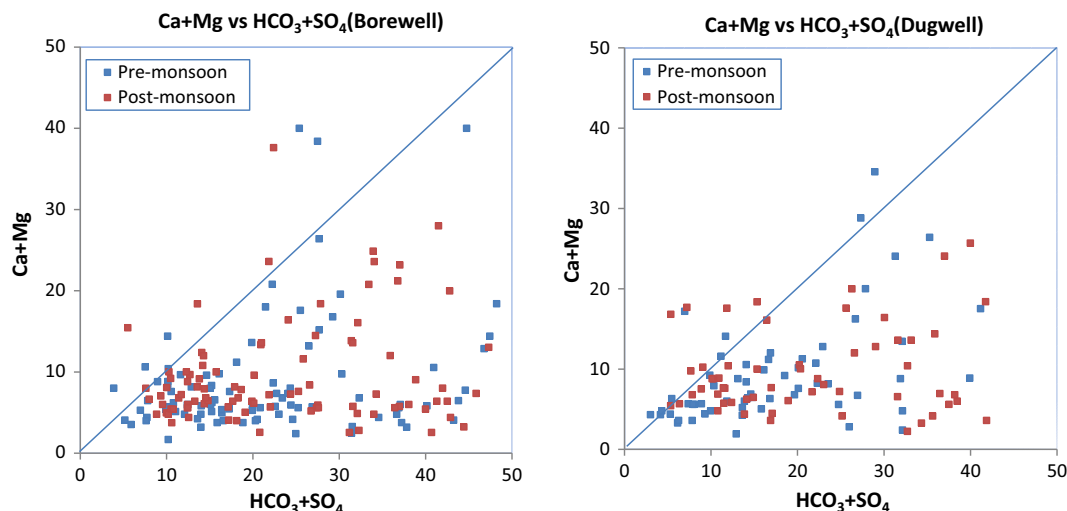 Ca+Mg vs HCO₃+SO₄(Borewell)
50
40
30
20
10
0
Ca+Mg
Pre-monsoon
Post-monsoon
0 10 20 30 40 50
HCO₃+SO₄
Ca+Mg vs HCO₃+SO₄(Dugwell)
50
40
30
20
10
0
Ca+Mg
Pre-monsoon
Post-monsoon
0 10 20 30 40 50
HCO₃+SO₄